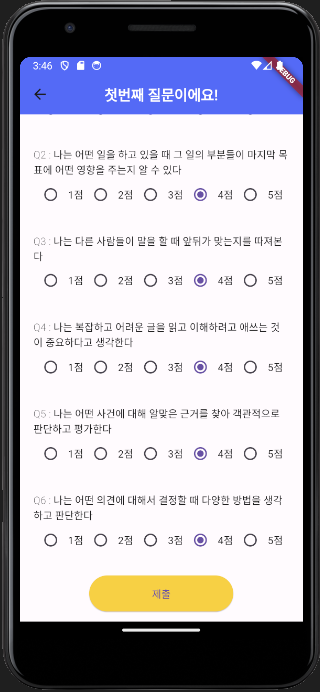 3:46
DEBUG
첫번째 질문이에요!
Q2 : 나는 어떤 일을 하고 있을 때 그 일의 부분들이 마지막 목
표에 어떤 영향을 주는지 알 수 있다
1점 2점 3점 4점 5점
Q3 : 나는 다른 사람들이 말을 할 때 앞뒤가 맞는지를 따져본
다
1점 2점 3점 4점 5점
Q4 : 나는 복잡하고 어려운 글을 읽고 이해하려고 애쓰는 것
이 중요하다고 생각한다
1점 2점 3점 4점 5점
Q5 : 나는 어떤 사건에 대해 알맞은 근거를 찾아 객관적으로
판단하고 평가한다
1점 2점 3점 4점 5점
Q6 : 나는 어떤 의견에 대해서 결정할 때 다양한 방법을 생각
하고 판단한다
1점 2점 3점 4점 5점
제출